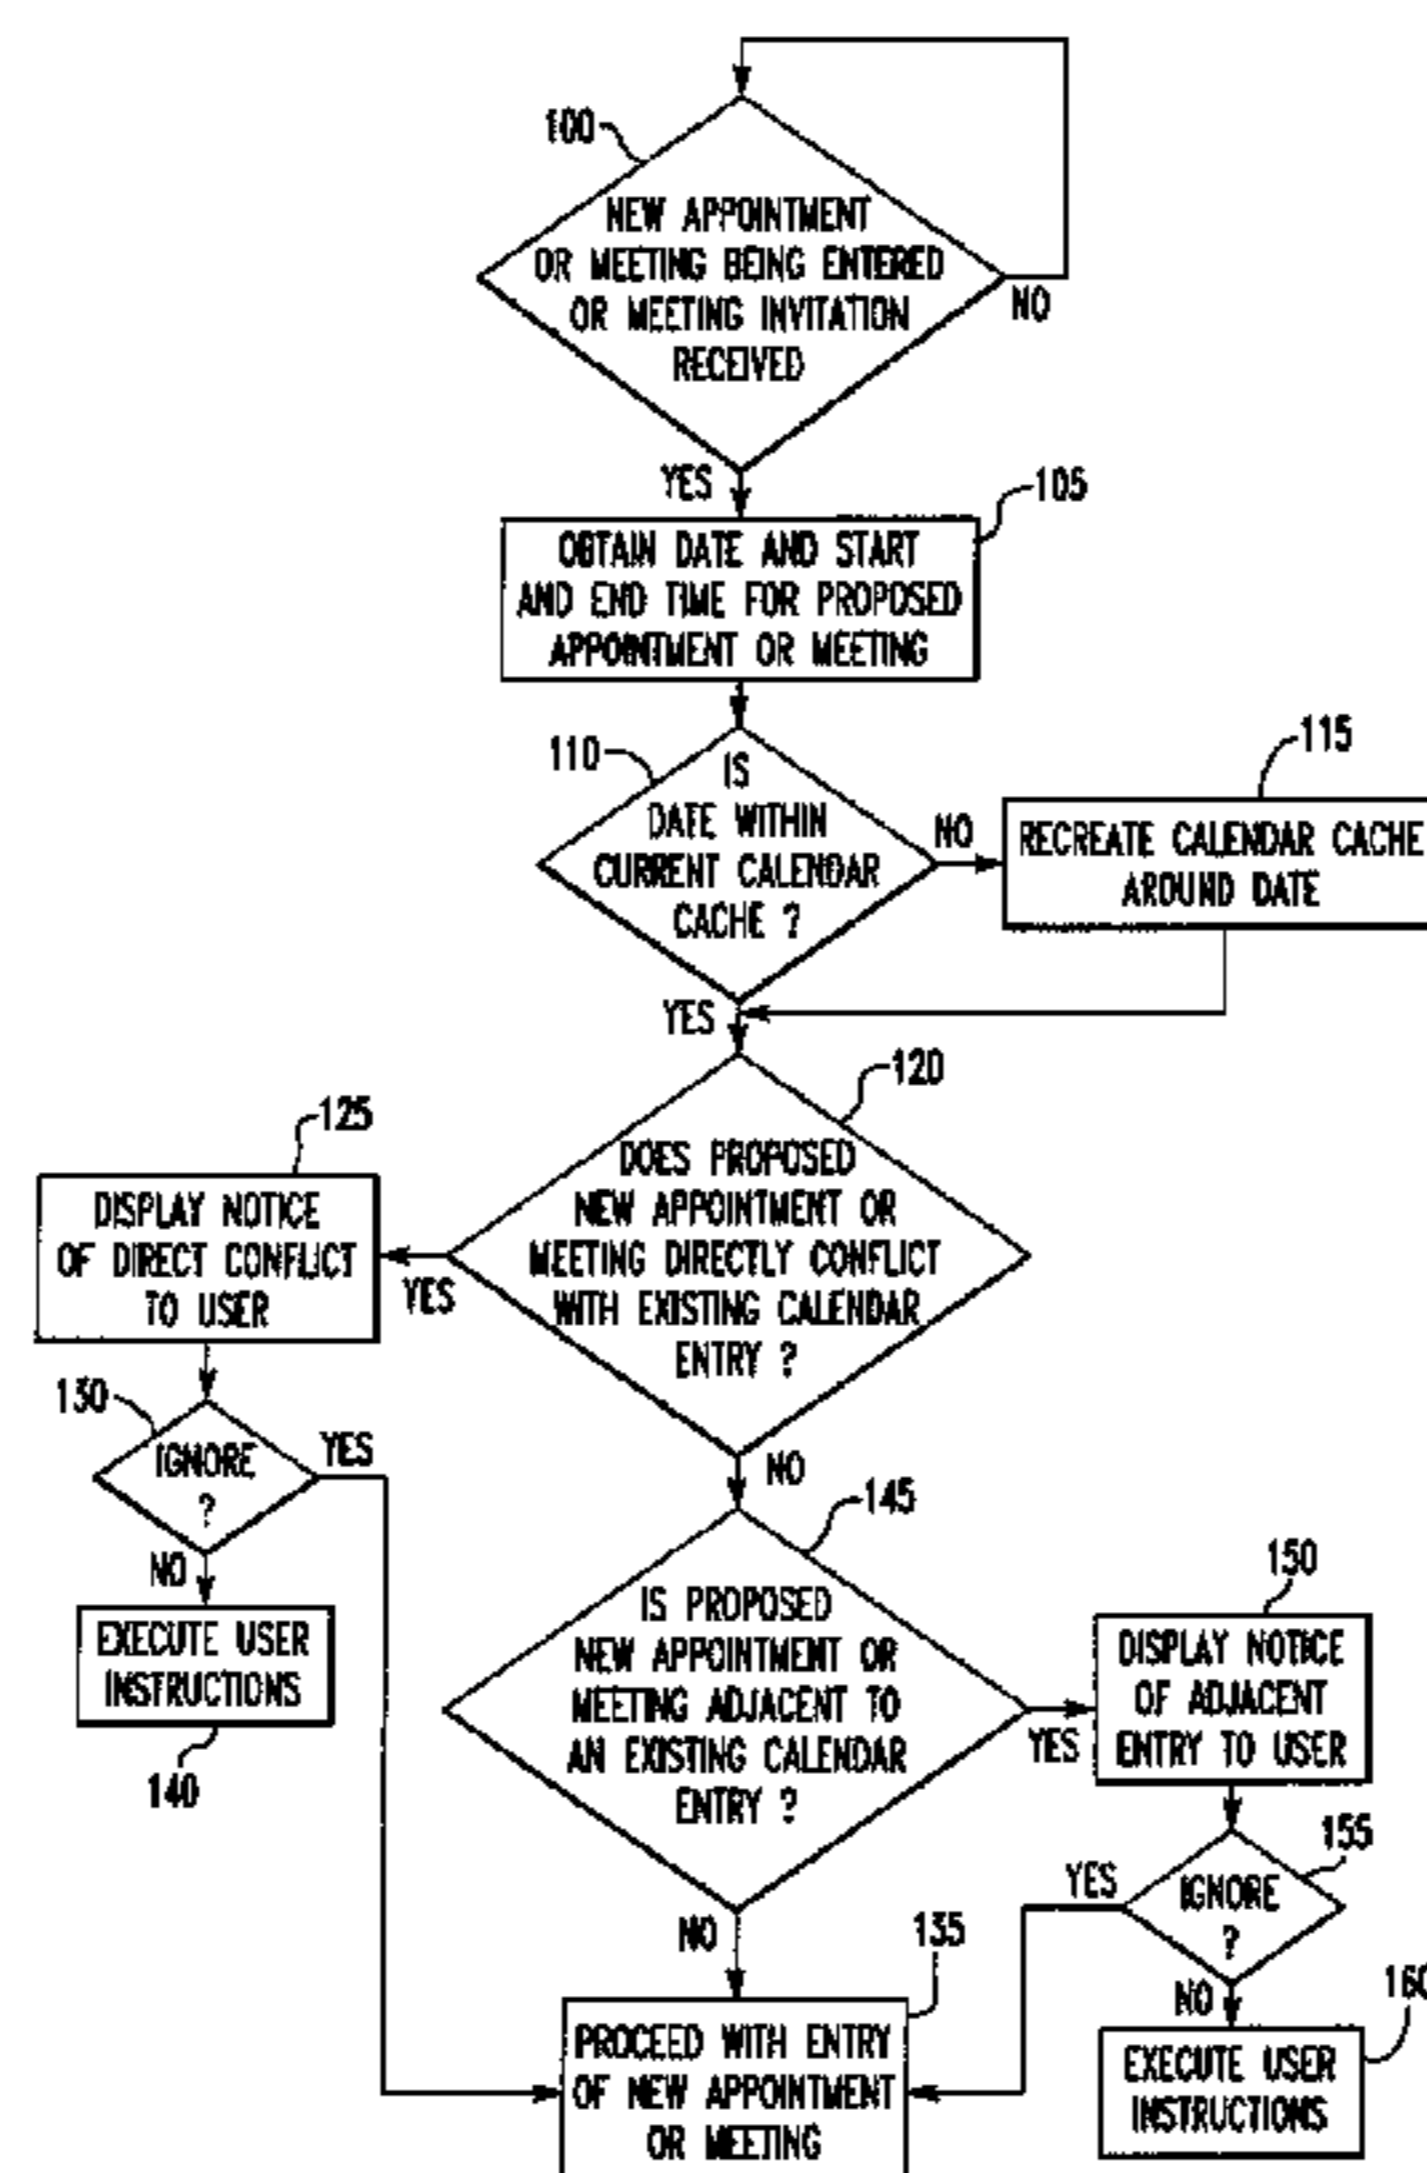 100
NEW APPOINTMENT
OR MEETING BEING ENTERED
OR MEETING INVITATION
RECEIVED
NO
YES
105
OBTAIN DATE AND START
AND END TIME FOR PROPOSED
APPOINTMENT OR MEETING
110
IS
DATE WITHIN
CURRENT CALENDAR
CACHE ?
NO
115
RECREATE CALENDAR CACHE
AROUND DATE
YES
120
DOES PROPOSED
NEW APPOINTMENT OR
MEETING DIRECTLY CONFLICT
WITH EXISTING CALENDAR
ENTRY ?
YES
125
DISPLAY NOTICE
OF DIRECT CONFLICT
TO USER
130
IGNORE
?
YES
NO
EXECUTE USER
INSTRUCTIONS
140
NO
145
IS PROPOSED
NEW APPOINTMENT OR
MEETING ADJACENT TO
AN EXISTING CALENDAR
ENTRY ?
YES
150
DISPLAY NOTICE
OF ADJACENT
ENTRY TO USER
155
IGNORE
?
YES
NO
160
EXECUTE USER
INSTRUCTIONS
NO
135
PROCEED WITH ENTRY
OF NEW APPOINTMENT
OR MEETING